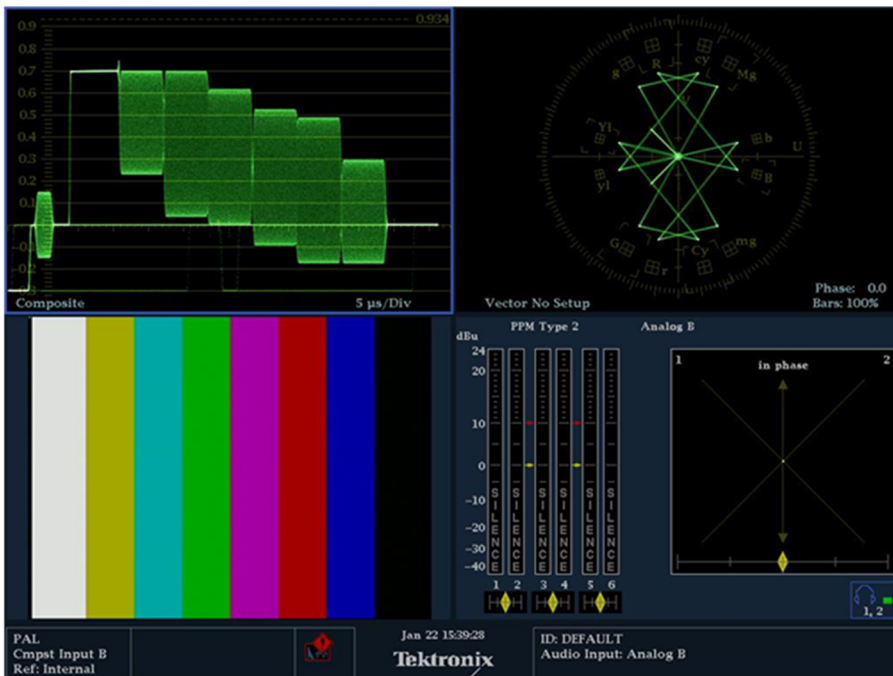 0.9
0.934
0.8
0.7
0.6
0.5
0.4
0.3
0.2
0.1
0.0
-0.1
0.2
0.3
Composite
5 µs/Div
R
cy
g
Mg
V
Yl
b
U
yl
B
G
mg
r
Cy
Phase: 0.0
Vector No Setup
Bars: 100%
PPM Type 2
Analog B
dBu
24
20
10
0
-10
-20
-30
-40
SILENCE
SILENCE
SILENCE
SILENCE
SILENCE
SILENCE
1 2 3 4 5 6
1
2
in phase
1, 2
PAL
Cmpst Input B
Ref: Internal
Jan 22 15:39:28
Tektronix
ID: DEFAULT
Audio Input: Analog B